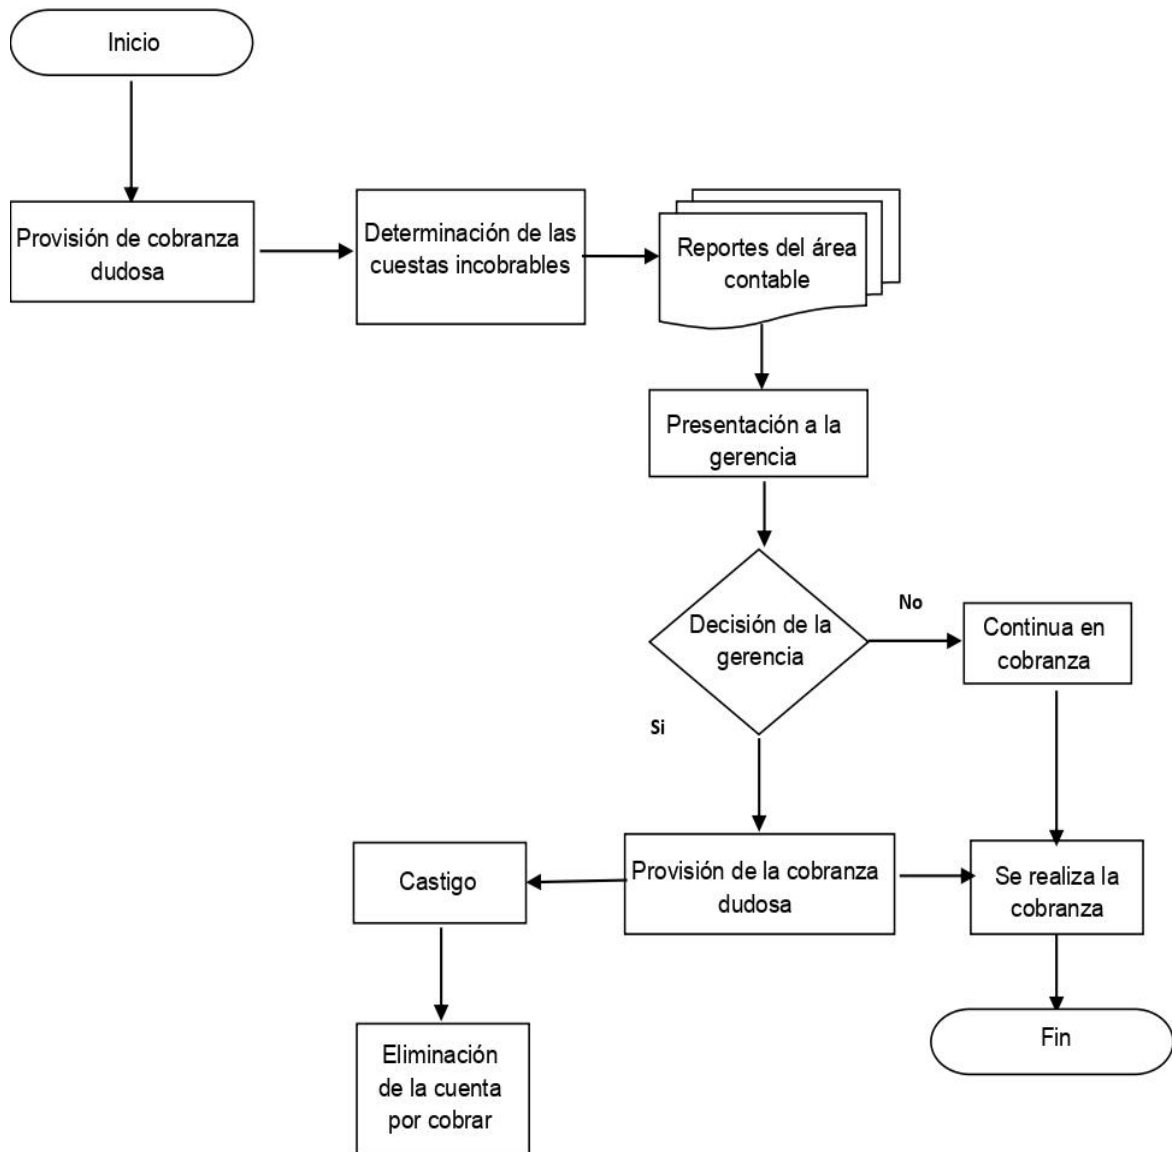 Inicio
Provisión de cobranza
dudosa
Determinación de las
cuestas incobrables
Reportes del área
contable
Presentación a la
gerencia
Decisión de la
gerencia
No
Continua en
cobranza
Si
Castigo
Provisión de la cobranza
dudosa
Se realiza la
cobranza
Eliminación
de la cuenta
por cobrar
Fin